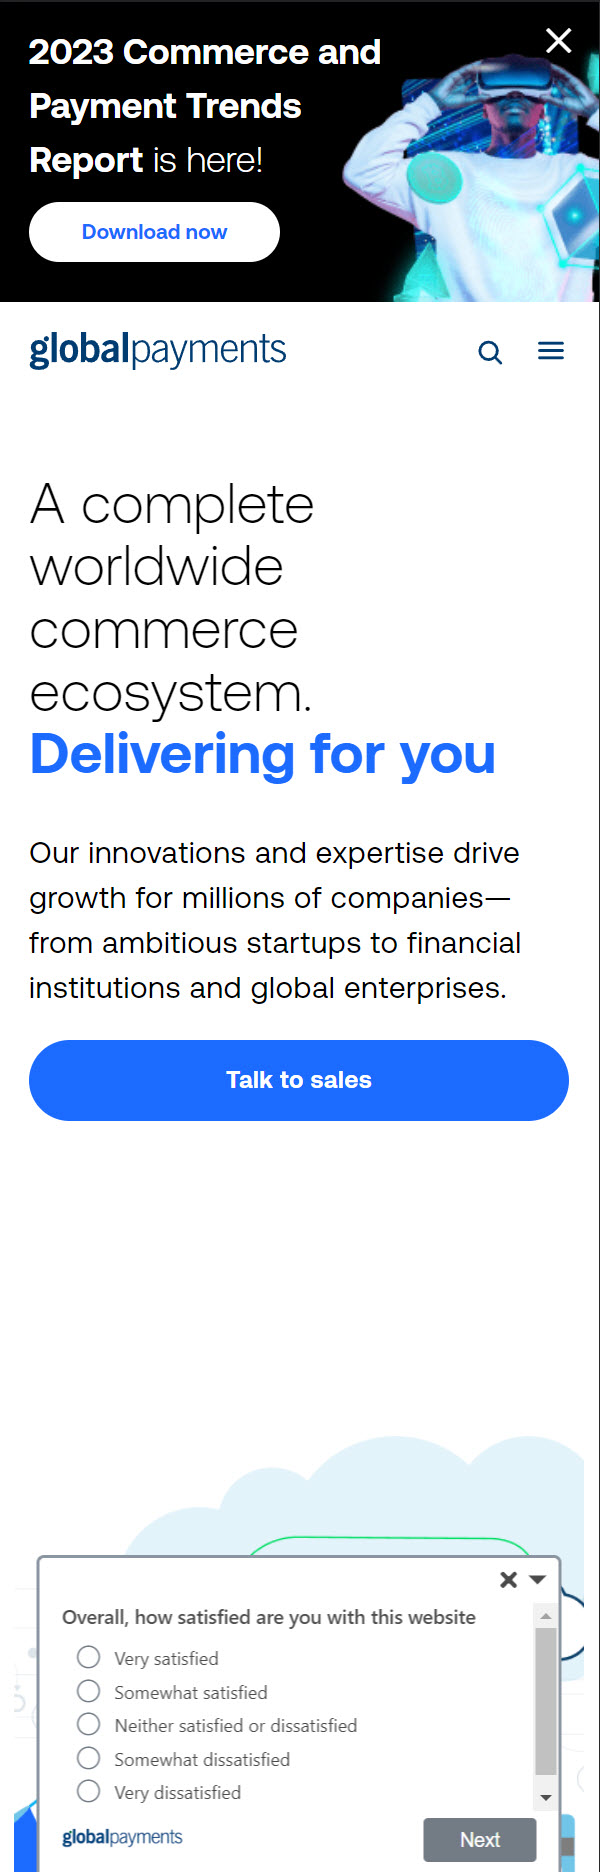 2023 Commerce and
Payment Trends
Report is here!
Download now
globalpayments
A complete
worldwide
commerce
ecosystem.
Delivering for you
Our innovations and expertise drive
growth for millions of companies—
from ambitious startups to financial
institutions and global enterprises.
Talk to sales
Overall, how satisfied are you with this website
Very satisfied
Somewhat satisfied
Neither satisfied or dissatisfied
Somewhat dissatisfied
Very dissatisfied
globalpayments
Next